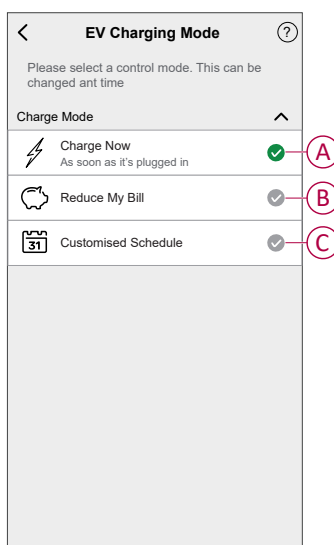 EV Charging Mode
?
Please select a control mode. This can be
changed ant time
Charge Mode
Charge Now
As soon as it's plugged in
A
Reduce My Bill
B
31
Customised Schedule
C